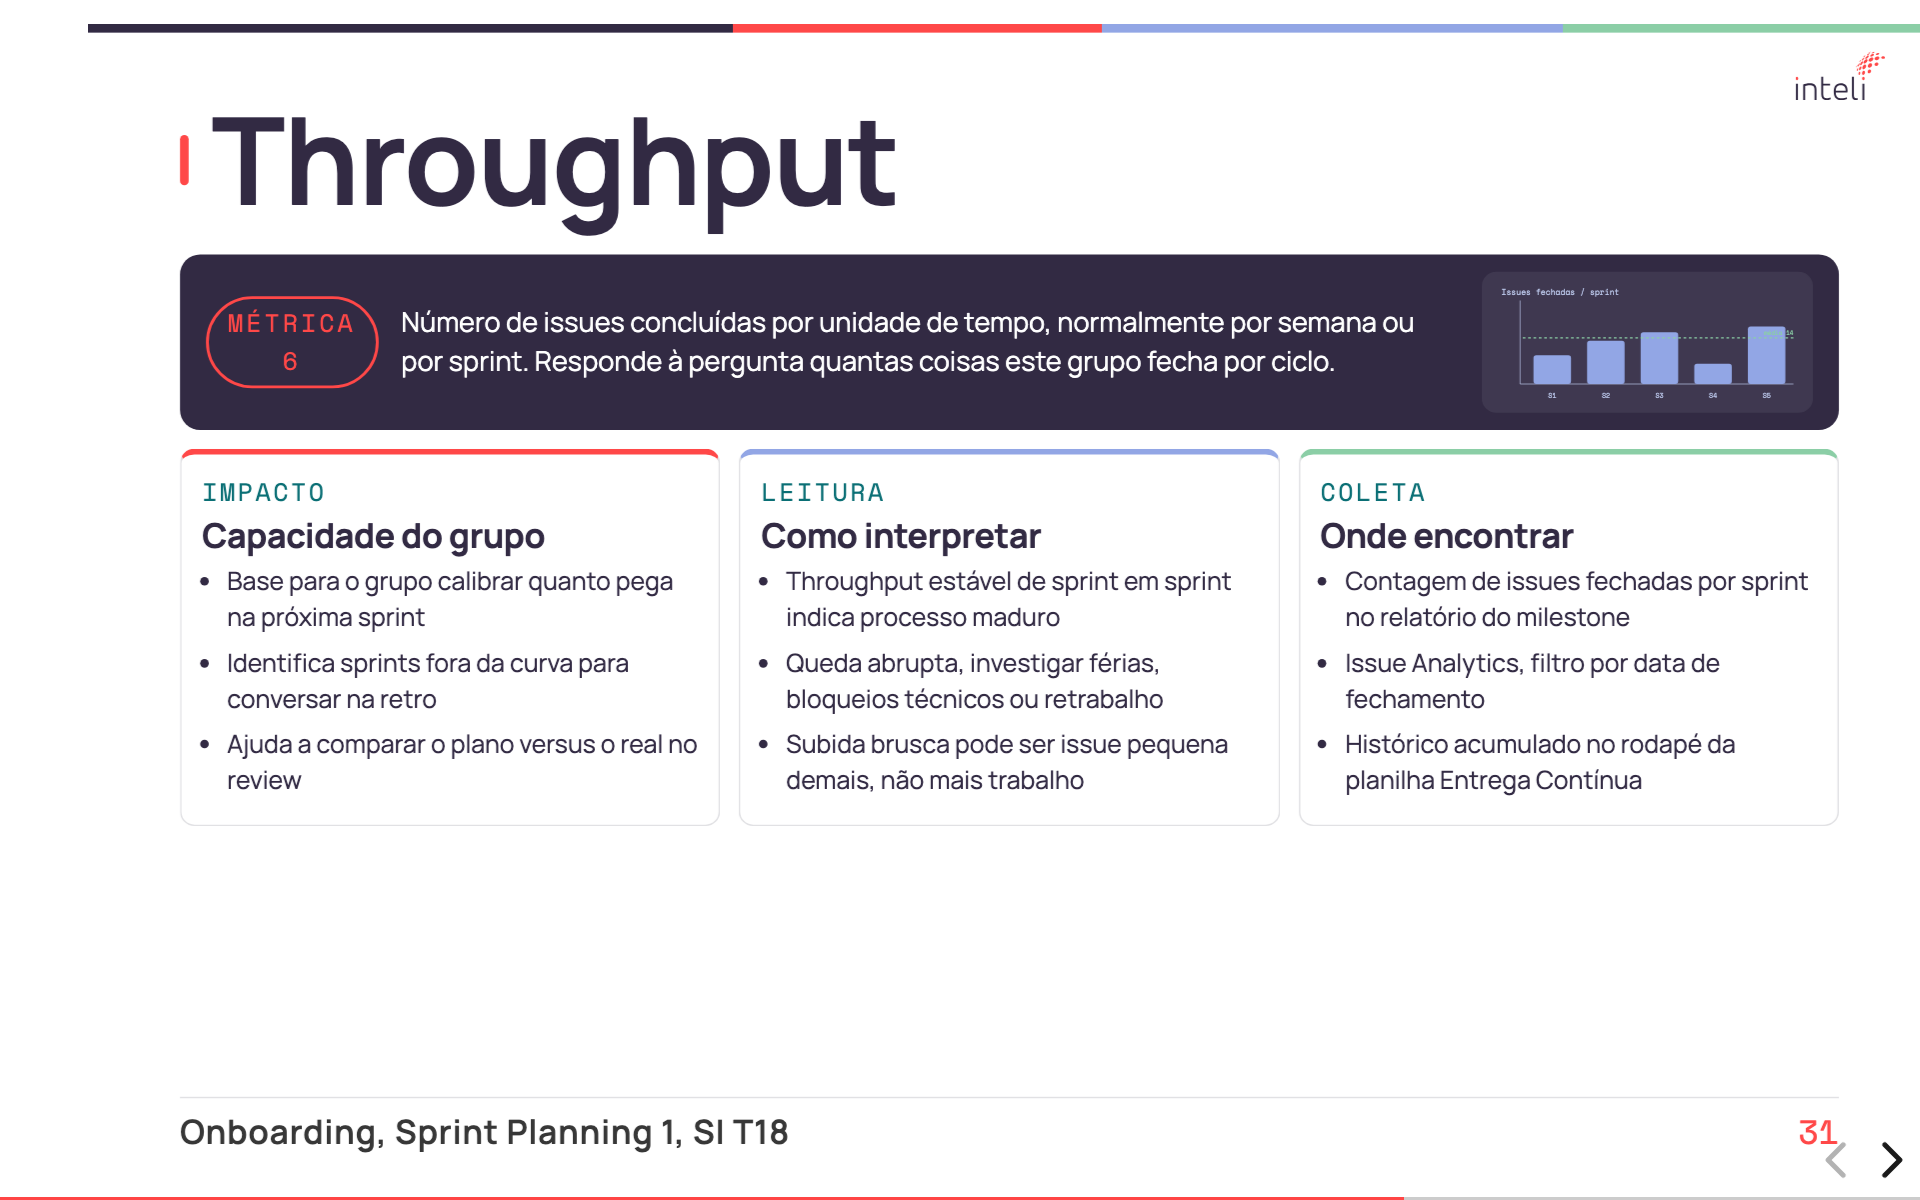 inteli
Throughput
MÉTRICA
6
Número de issues concluídas por unidade de tempo, normalmente por semana ou
por sprint. Responde à pergunta quantas coisas este grupo fecha por ciclo.
Issues fechadas / sprint
14
S1 S2 S3 S4 S5
IMPACTO
Capacidade do grupo
• Base para o grupo calibrar quanto pega
na próxima sprint
• Identifica sprints fora da curva para
conversar na retro
• Ajuda a comparar o plano versus o real no
review
LEITURA
Como interpretar
• Throughput estável de sprint em sprint
indica processo maduro
• Queda abrupta, investigar férias,
bloqueios técnicos ou retrabalho
• Subida brusca pode ser issue pequena
demais, não mais trabalho
COLETA
Onde encontrar
• Contagem de issues fechadas por sprint
no relatório do milestone
• Issue Analytics, filtro por data de
fechamento
• Histórico acumulado no rodapé da
planilha Entrega Contínua
Onboarding, Sprint Planning 1, SI T18
31